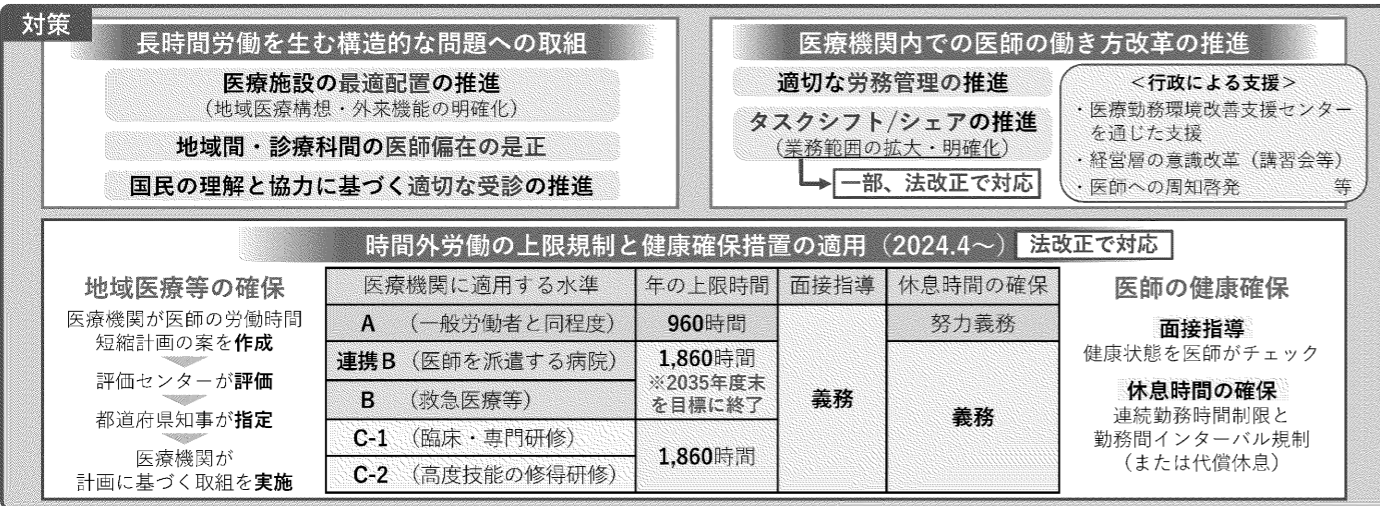 対策
長時間労働を生む構造的な問題への取組
医療施設の最適配置の推進
（地域医療構想・外来機能の明確化）
地域間・診療科間の医師偏在の是正
国民の理解と協力に基づく適切な受診の推進
医療機関内での医師の働き方改革の推進
適切な労務管理の推進
タスクシフト/シェアの推進
（業務範囲の拡大・明確化）
一部、法改正で対応
＜行政による支援＞
・医療勤務環境改善支援センター
を通じた支援
・経営層の意識改革（講習会等）
・医師への周知啓発 等
時間外労働の上限規制と健康確保措置の適用（2024.4～） 法改正で対応
地域医療等の確保
医療機関が医師の労働時間
短縮計画の案を作成
評価センターが評価
都道府県知事が指定
医療機関が
計画に基づく取組を実施
医療機関に適用する水準 年の上限時間 面接指導 休息時間の確保
A （一般労働者と同程度） 960時間 努力義務
連携B （医師を派遣する病院） 1,860時間
※2035年度末
を目標に終了
B （救急医療等）
義務 義務
C-1 （臨床・専門研修）
1,860時間
C-2 （高度技能の修得研修）
医師の健康確保
面接指導
健康状態を医師がチェック
休息時間の確保
連続勤務時間制限と
勤務間インターバル規制
（または代償休息）